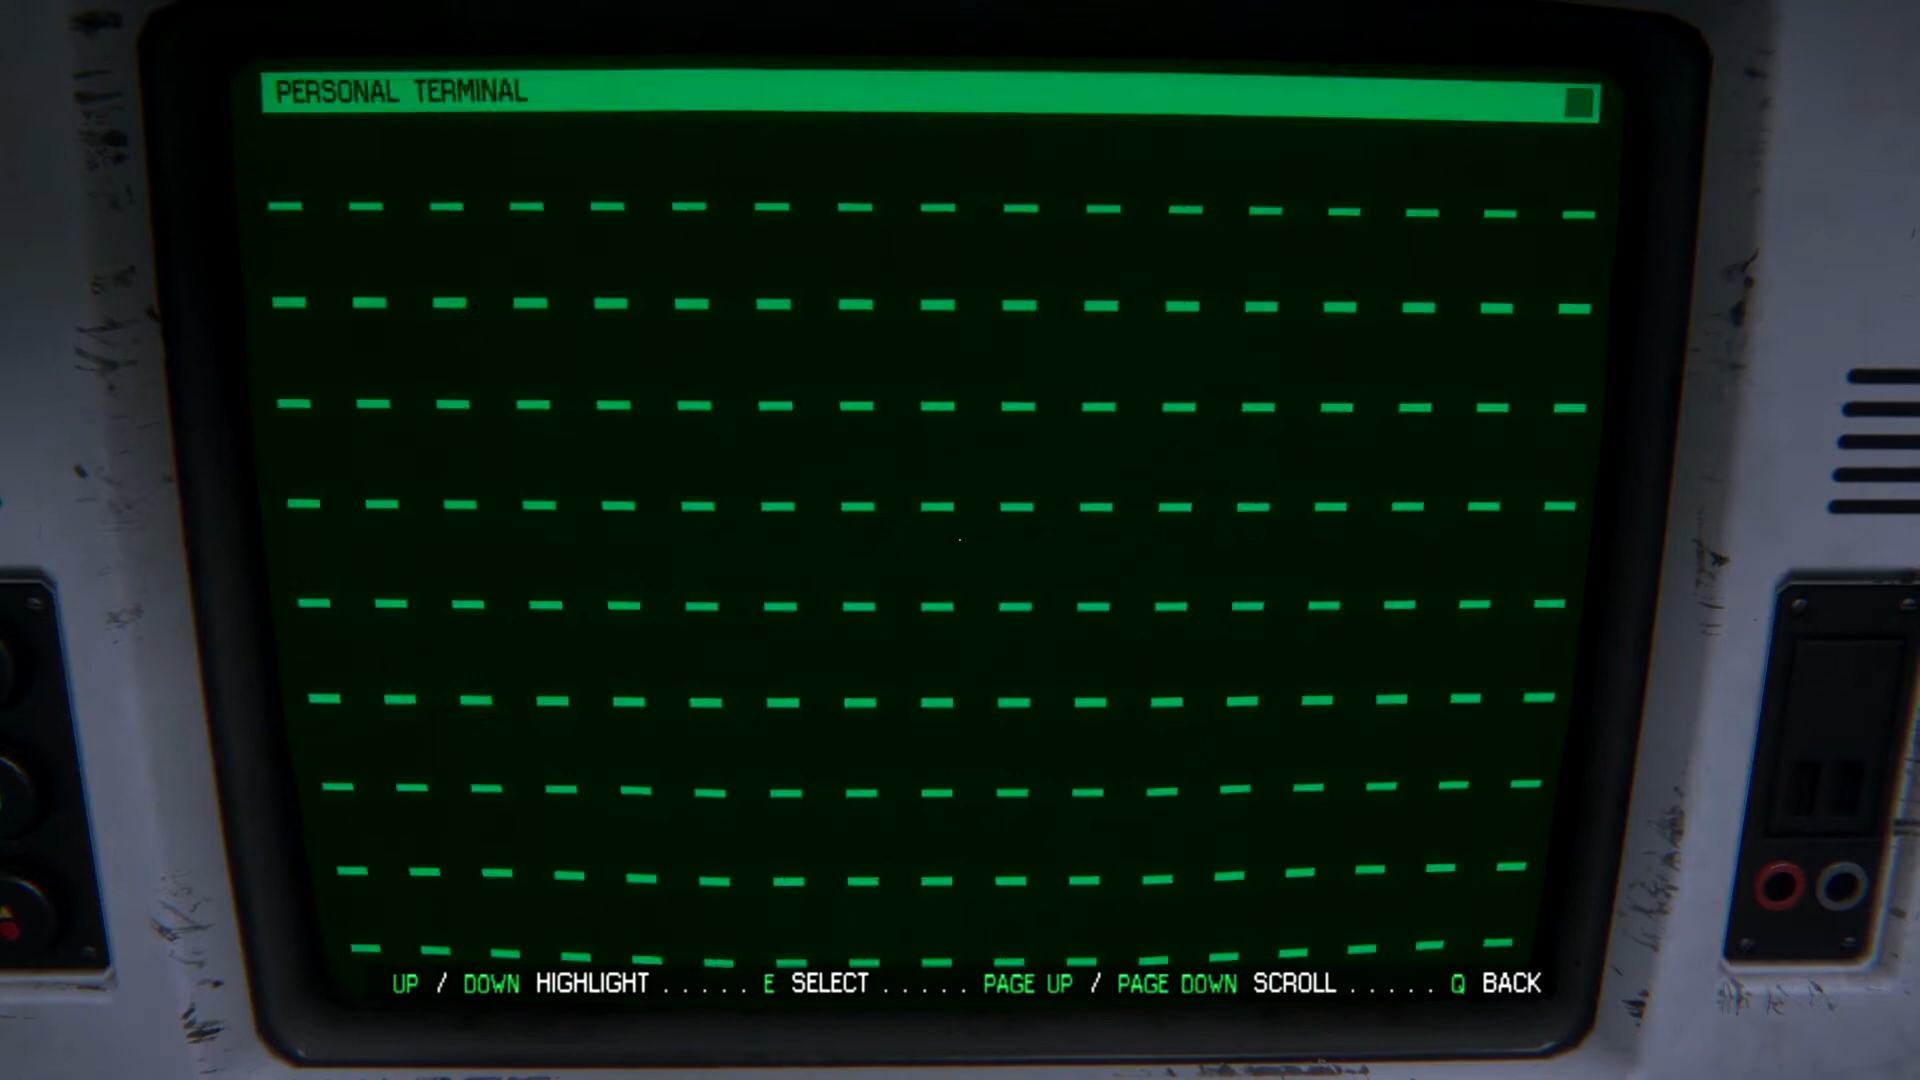 PERSONAL TERMINAL
UP / DOWN HIGHLIGHT ..... E SELECT ..... PAGE UP / PAGE DOWN SCROLL ..... Q BACK